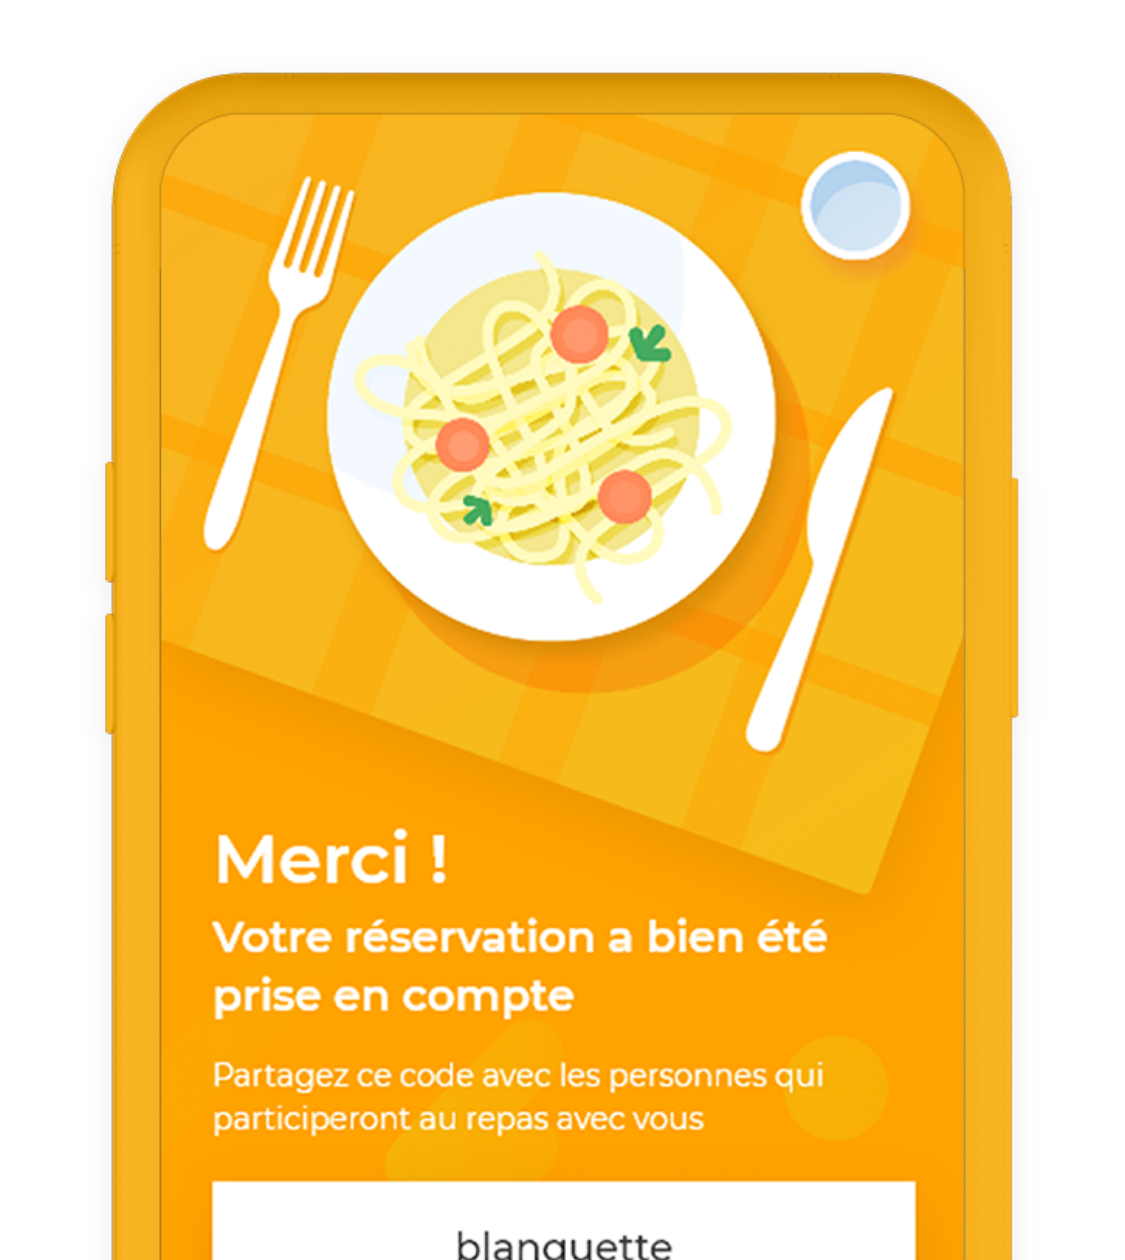 Merci !
Votre réservation a bien été
prise en compte
Partagez ce code avec les personnes qui
participeront au repas avec vous
blanquette